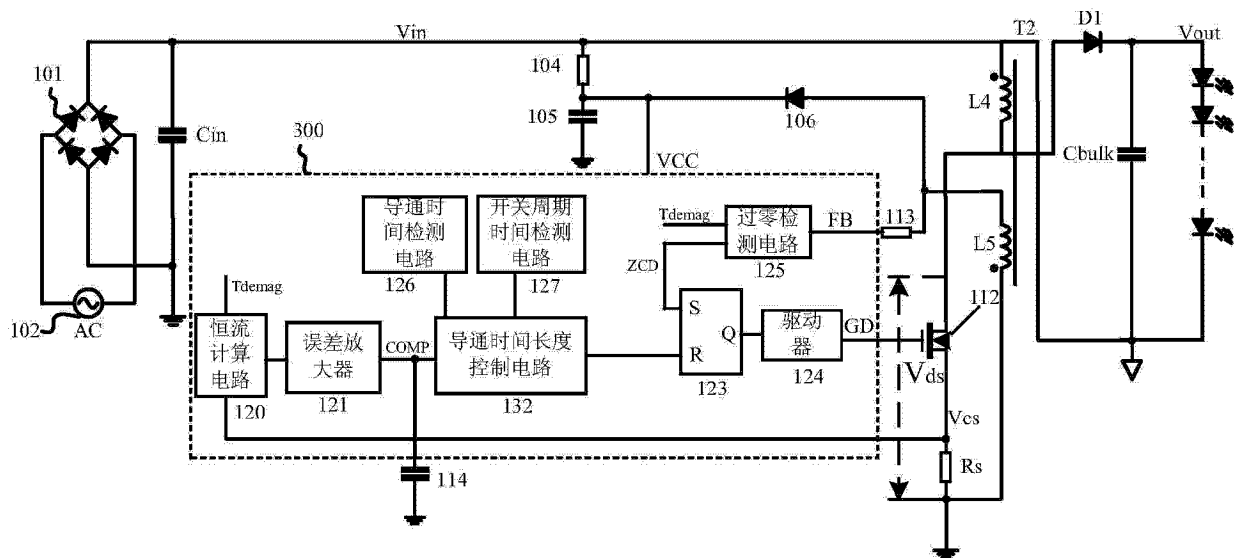 Vin
T2
D1
Vout
101
104
L4
Cin
105
106
Cbulk
300
VCC
导通时
间检测
电路
开关周期
时间检测
电路
Tdemag
过零检
测电路
FB
113
ZCD
125
L5
126
127
112
Tdemag
S
AC
102
恒流
计算
电路
误差放
大器
COMP
导通时间长度
控制电路
R
Q
驱动
器
GD
Vds
120
121
132
123
124
Vcs
114
Rs